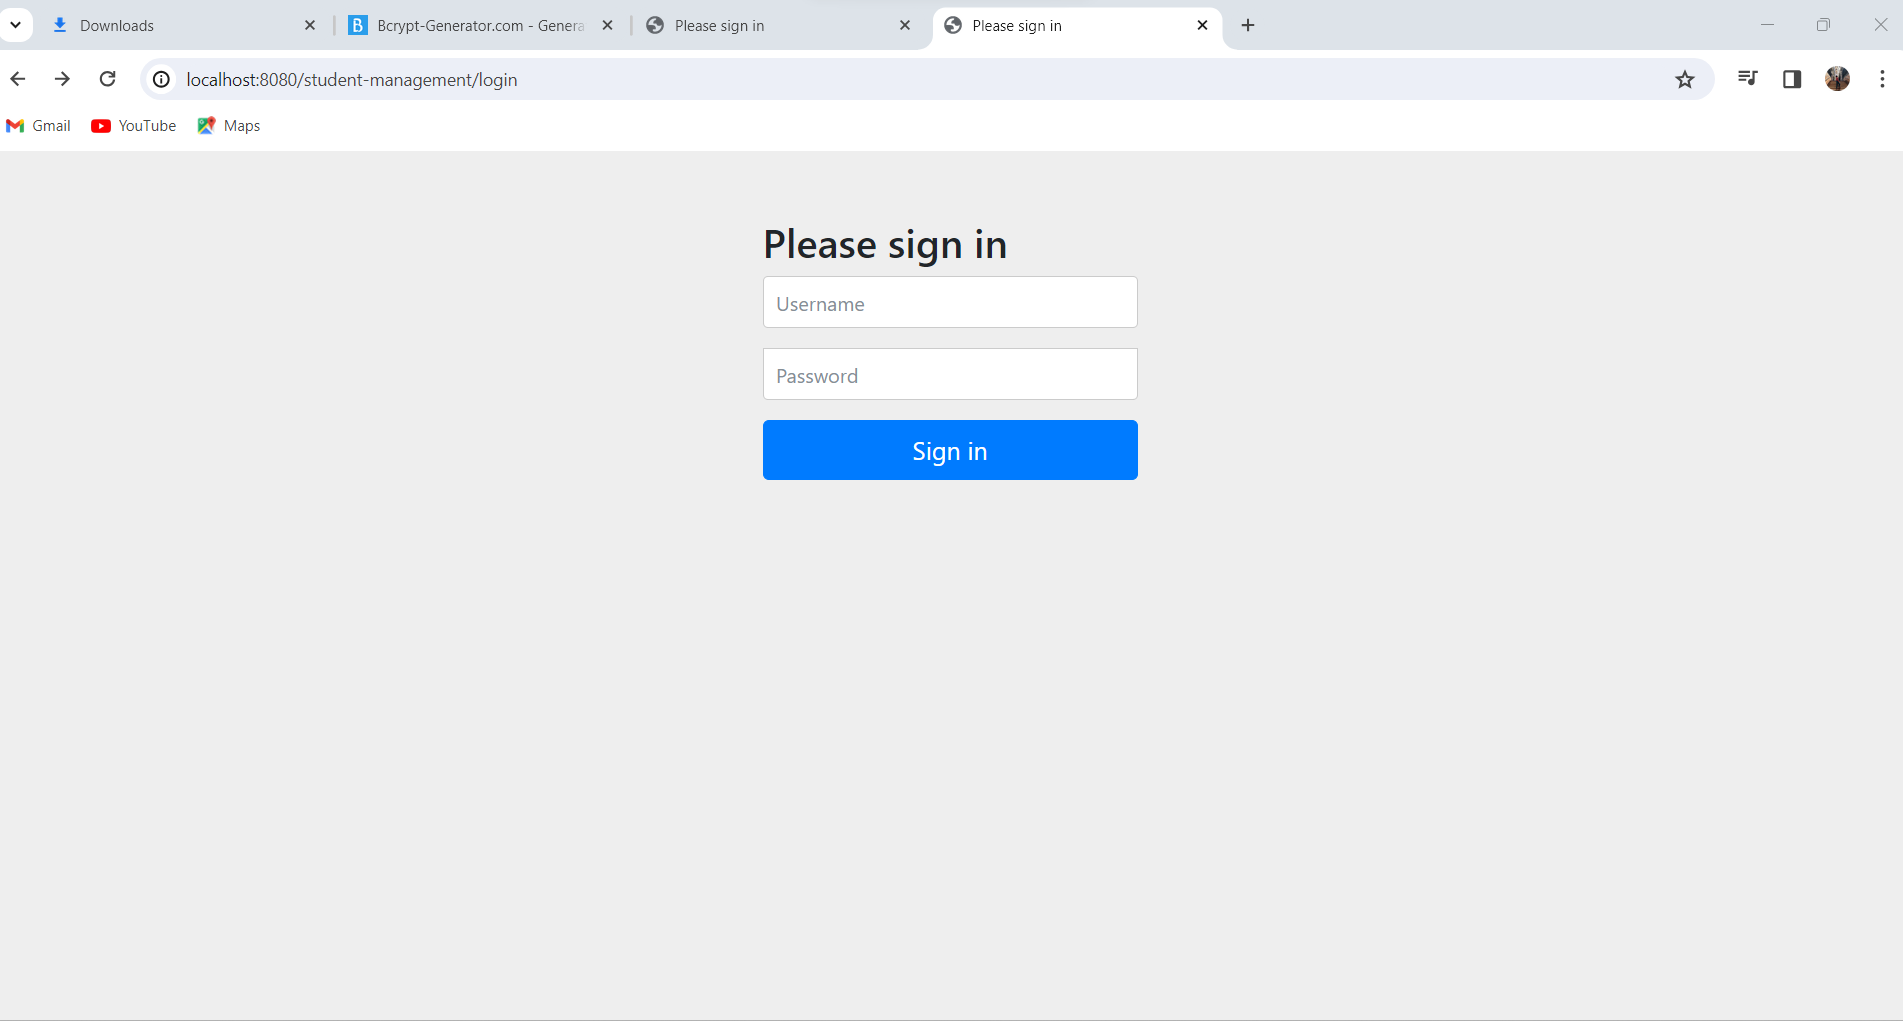 Downloads
Bcrypt-Generator.com - Genera
Please sign in
Please sign in
localhost:8080/student-management/login
Gmail
YouTube
Maps
Please sign in
Username
Password
Sign in